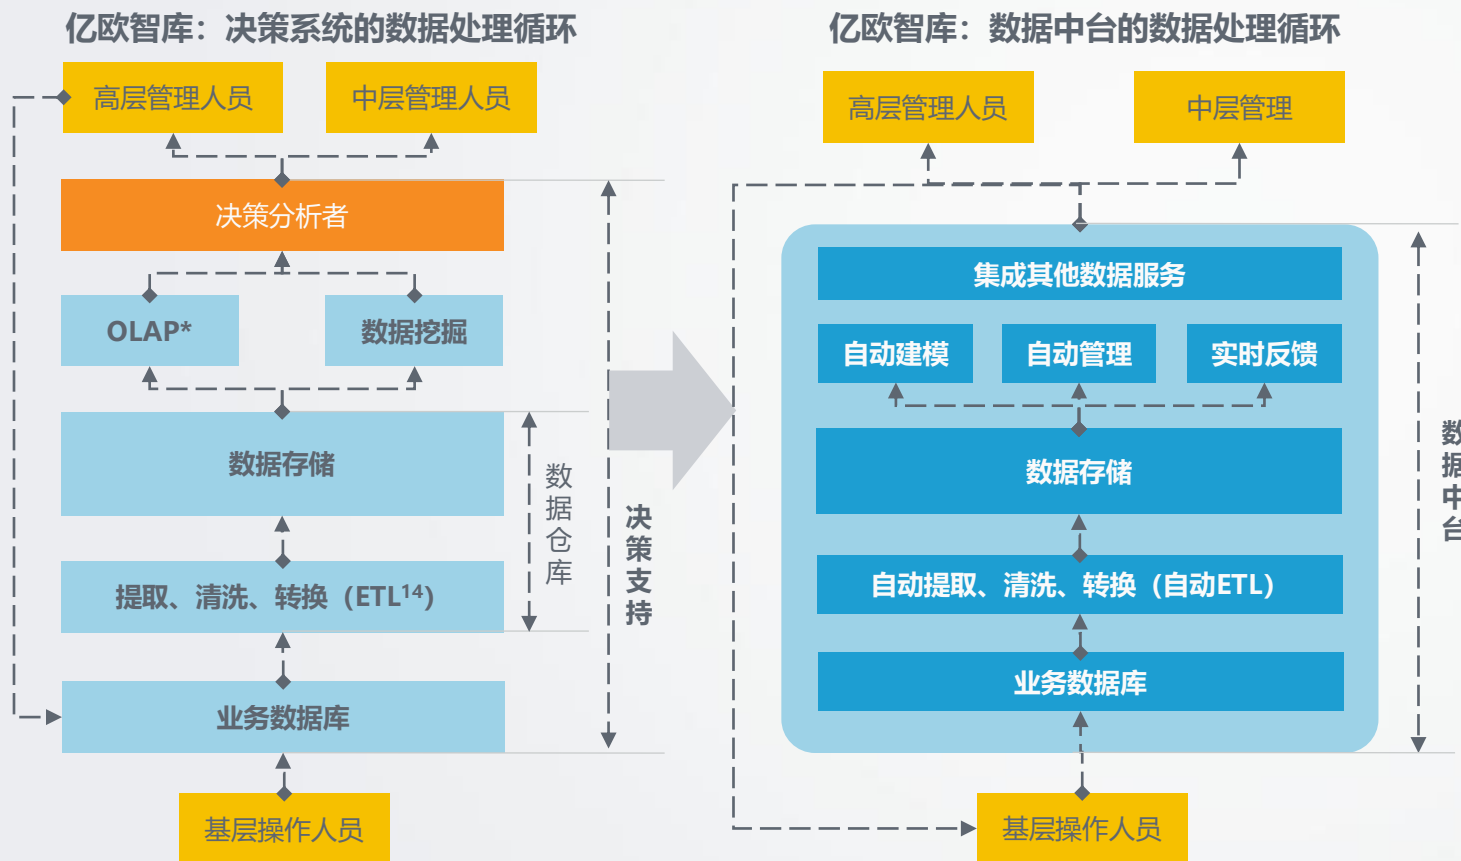 亿欧智库：决策系统的数据处理循环
高层管理人员
中层管理人员
决策分析者
OLAP*
数据挖掘
数据存储
数据仓库
决策支持
提取、清洗、转换（ETL¹⁴）
业务数据库
基层操作人员
亿欧智库：数据中台的数据处理循环
高层管理人员
中层管理
集成其他数据服务
自动建模
自动管理
实时反馈
数据存储
自动提取、清洗、转换（自动ETL）
业务数据库
数据中台
基层操作人员